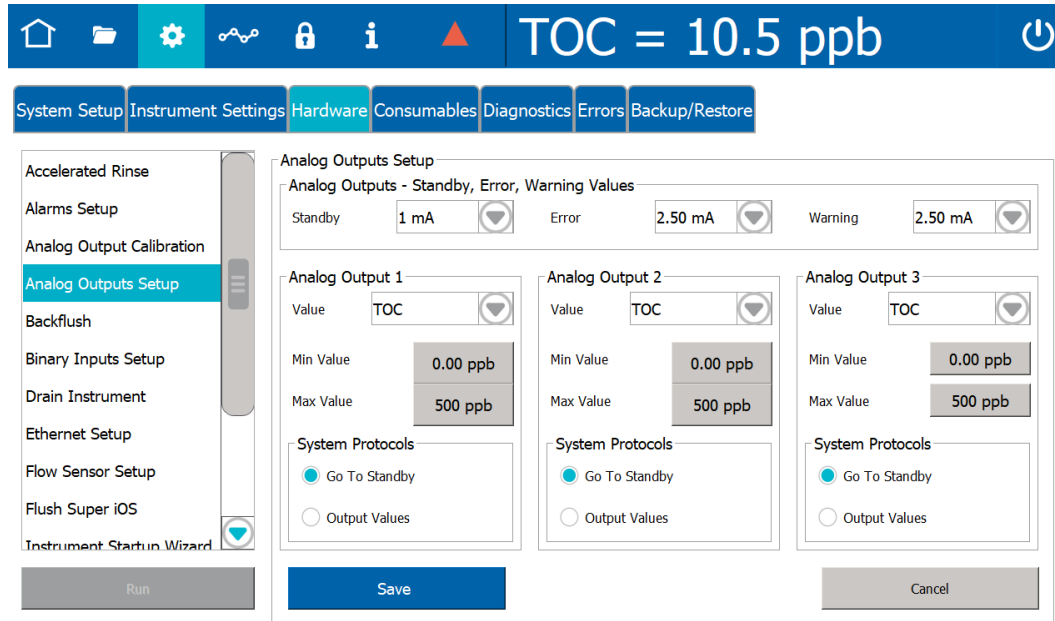 TOC = 10.5 ppb
System Setup Instrument Settings Hardware Consumables Diagnostics Errors Backup/Restore
Accelerated Rinse
Alarms Setup
Analog Output Calibration
Analog Outputs Setup
Backflush
Binary Inputs Setup
Drain Instrument
Ethernet Setup
Flow Sensor Setup
Flush Super iOS
Instrument Startup Wizard
Run
Analog Outputs Setup
Analog Outputs - Standby, Error, Warning Values
Standby 1 mA Error 2.50 mA Warning 2.50 mA
Analog Output 1
Value TOC
Min Value 0.00 ppb
Max Value 500 ppb
System Protocols
Go To Standby
Output Values
Analog Output 2
Value TOC
Min Value 0.00 ppb
Max Value 500 ppb
System Protocols
Go To Standby
Output Values
Analog Output 3
Value TOC
Min Value 0.00 ppb
Max Value 500 ppb
System Protocols
Go To Standby
Output Values
Save
Cancel